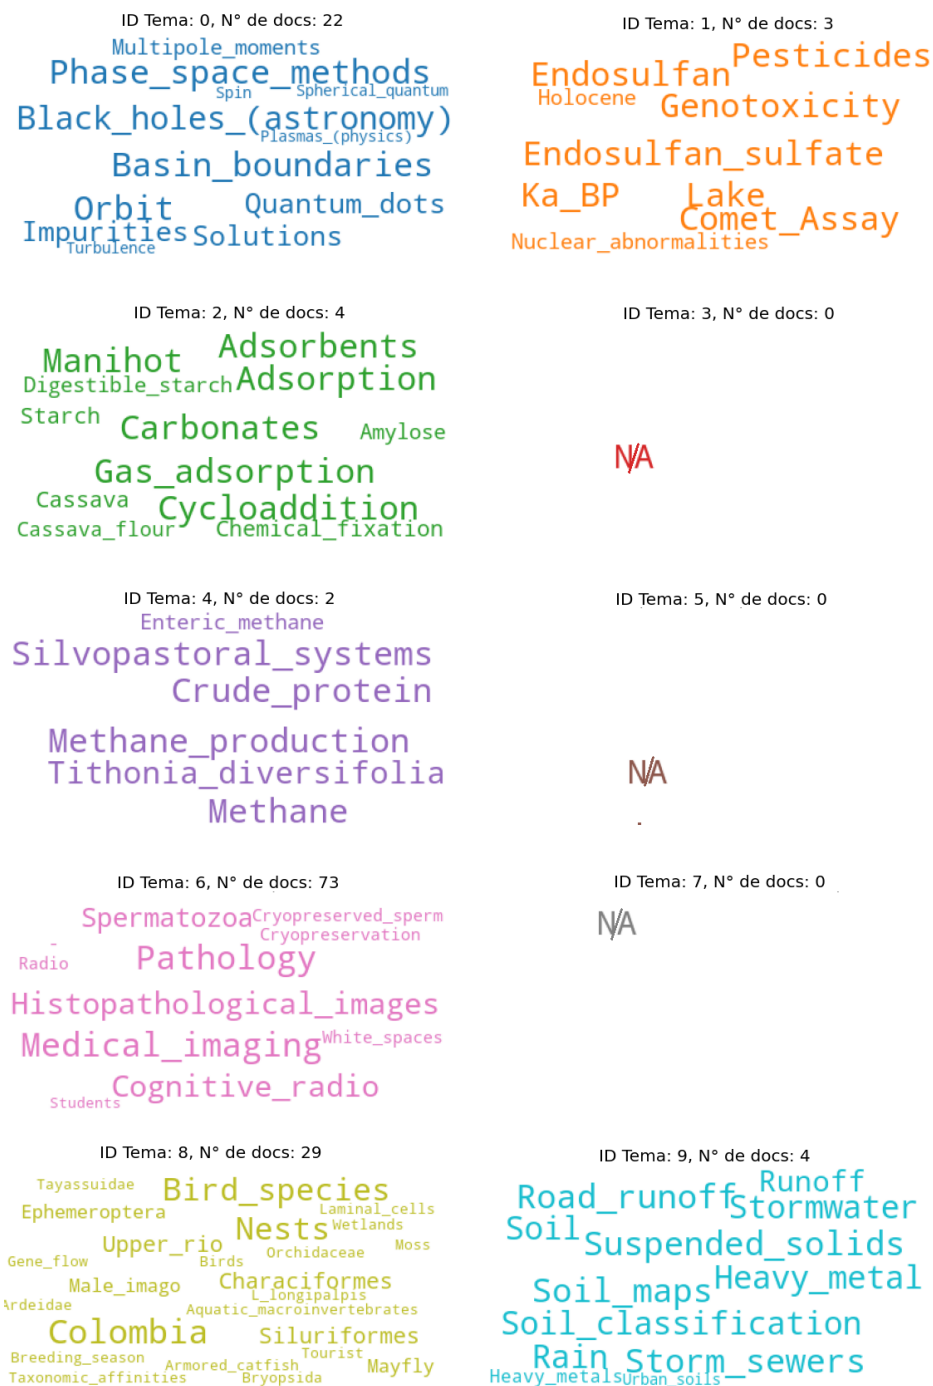 ID Tema: 0, N° de docs: 22
Multipole_moments
Phase_space_methods
Spin
Spherical_quantum
Black_holes_(astronomy)
Plasmas_(physics)
Basin_boundaries
Orbit
Quantum_dots
Impurities
Solutions
Turbulence
ID Tema: 1, N° de docs: 3
Pesticides
Endosulfan
Holocene
Genotoxicity
Endosulfan_sulfate
Ka_BP
Lake
Comet_Assay
Nuclear_abnormalities
ID Tema: 2, N° de docs: 4
Adsorbents
Manihot
Digestible_starch
Adsorption
Starch
Carbonates
Amylose
Gas_adsorption
Cassava
Cycloaddition
Cassava_flour
Chemical_fixation
ID Tema: 3, N° de docs: 0
N/A
ID Tema: 4, N° de docs: 2
Enteric_methane
Silvopastoral_systems
Crude_protein
Methane_production
Tithonia_diversifolia
Methane
ID Tema: 5, N° de docs: 0
N/A
ID Tema: 6, N° de docs: 73
Spermatozoa
Cryopreserved_sperm
Cryopreservation
Radio
Pathology
Histopathological_images
Medical_imaging
White_spaces
Cognitive_radio
Students
ID Tema: 7, N° de docs: 0
N/A
ID Tema: 8, N° de docs: 29
Tayassuidae
Bird_species
Ephemeroptera
Laminal_cells
Nests
Wetlands
Upper_rio
Orchidaceae
Moss
Gene_flow
Birds
Male_imago
Characiformes
L_longipalpis
Ardeidae
Aquatic_macroinvertebrates
Colombia
Siluriformes
Breeding_season
Tourist
Armored_catfish
Mayfly
Taxonomic_affinities
Bryopsida
ID Tema: 9, N° de docs: 4
Runoff
Road_runoff
Stormwater
Soil
Suspended_solids
Heavy_metal
Soil_maps
Soil_classification
Rain
Storm_sewers
Heavy_metals
Urban_soils